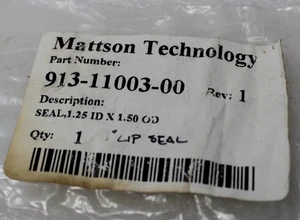 Mattson Technology
Part Number:
913-11003-00 Rev: 1
Description:
SEAL,1.25 ID X 1.50 OD
Qty: 1 LIP SEAL